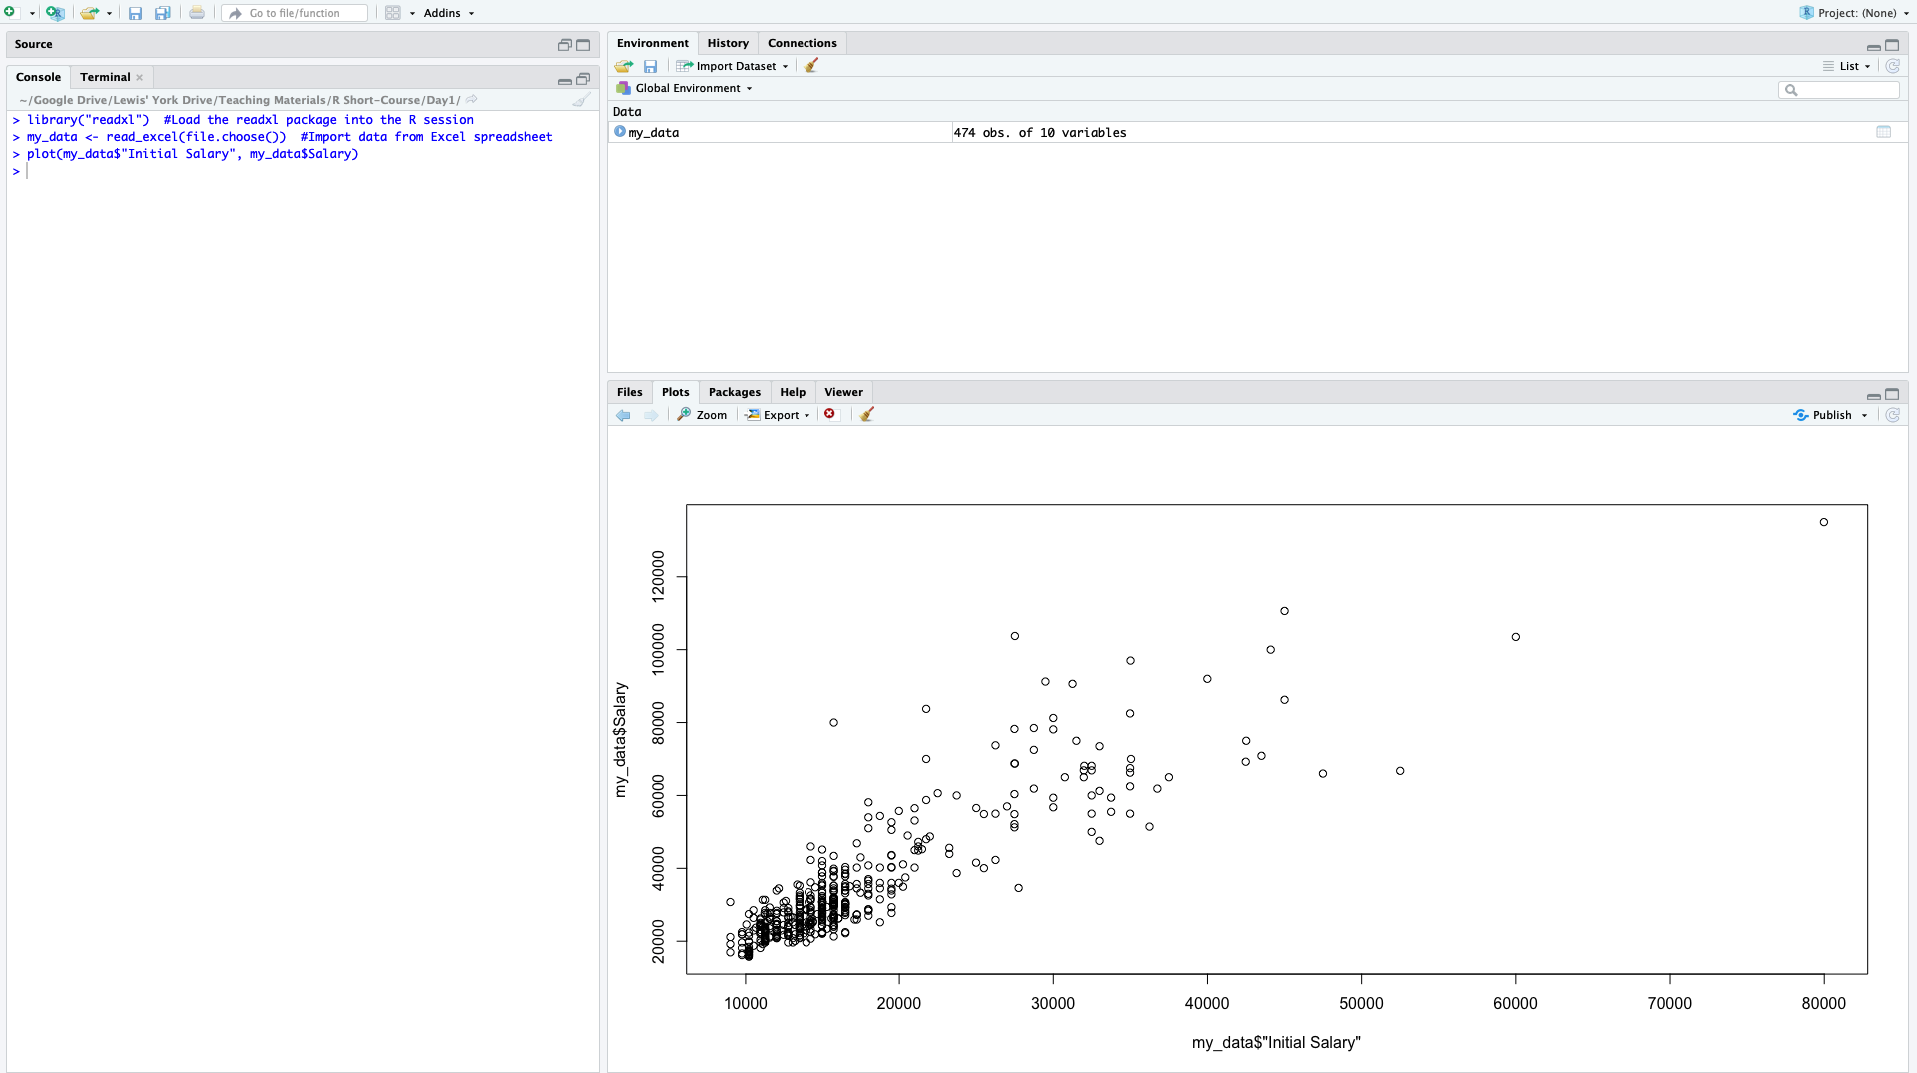 Go to file/function
Addins
Project: (None)
Source
Console
Terminal
~/Google Drive/Lewis' York Drive/Teaching Materials/R Short-Course/Day1/
> library("readxl")  #Load the readxl package into the R session
> my_data <- read_excel(file.choose())  #Import data from Excel spreadsheet
> plot(my_data$"Initial Salary", my_data$Salary)
>
Environment
History
Connections
Import Dataset
List
Global Environment
Data
my_data
474 obs. of 10 variables
Files
Plots
Packages
Help
Viewer
Zoom
Export
Publish
my_data$Salary
120000
100000
80000
60000
40000
20000
10000
20000
30000
40000
50000
60000
70000
80000
my_data$"Initial Salary"